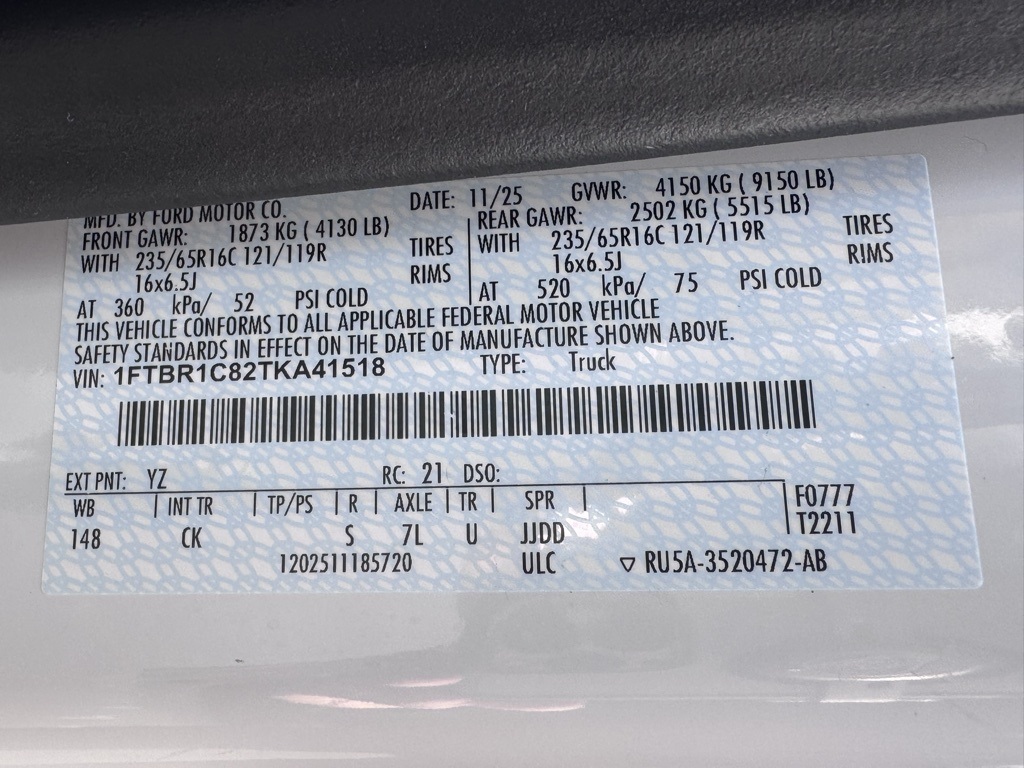 MFD. BY FORD MOTOR CO. DATE: 11/25 GVWR: 4150 KG ( 9150 LB)
FRONT GAWR: 1873 KG ( 4130 LB) REAR GAWR: 2502 KG ( 5515 LB)
WITH 235/65R16C 121/119R TIRES WITH 235/65R16C 121/119R TIRES
16x6.5J RIMS 16x6.5J RIMS
AT 360 kPa/ 52 PSI COLD AT 520 kPa/ 75 PSI COLD
THIS VEHICLE CONFORMS TO ALL APPLICABLE FEDERAL MOTOR VEHICLE
SAFETY STANDARDS IN EFFECT ON THE DATE OF MANUFACTURE SHOWN ABOVE.
VIN: 1FTBR1C82TKA41518 TYPE: Truck
EXT PNT: YZ RC: 21 DSO:
WB INT TR TP/PS R AXLE TR SPR F0777
148 CK S 7L U JJDD T2211
1202511185720 ULC ▽ RU5A-3520472-AB